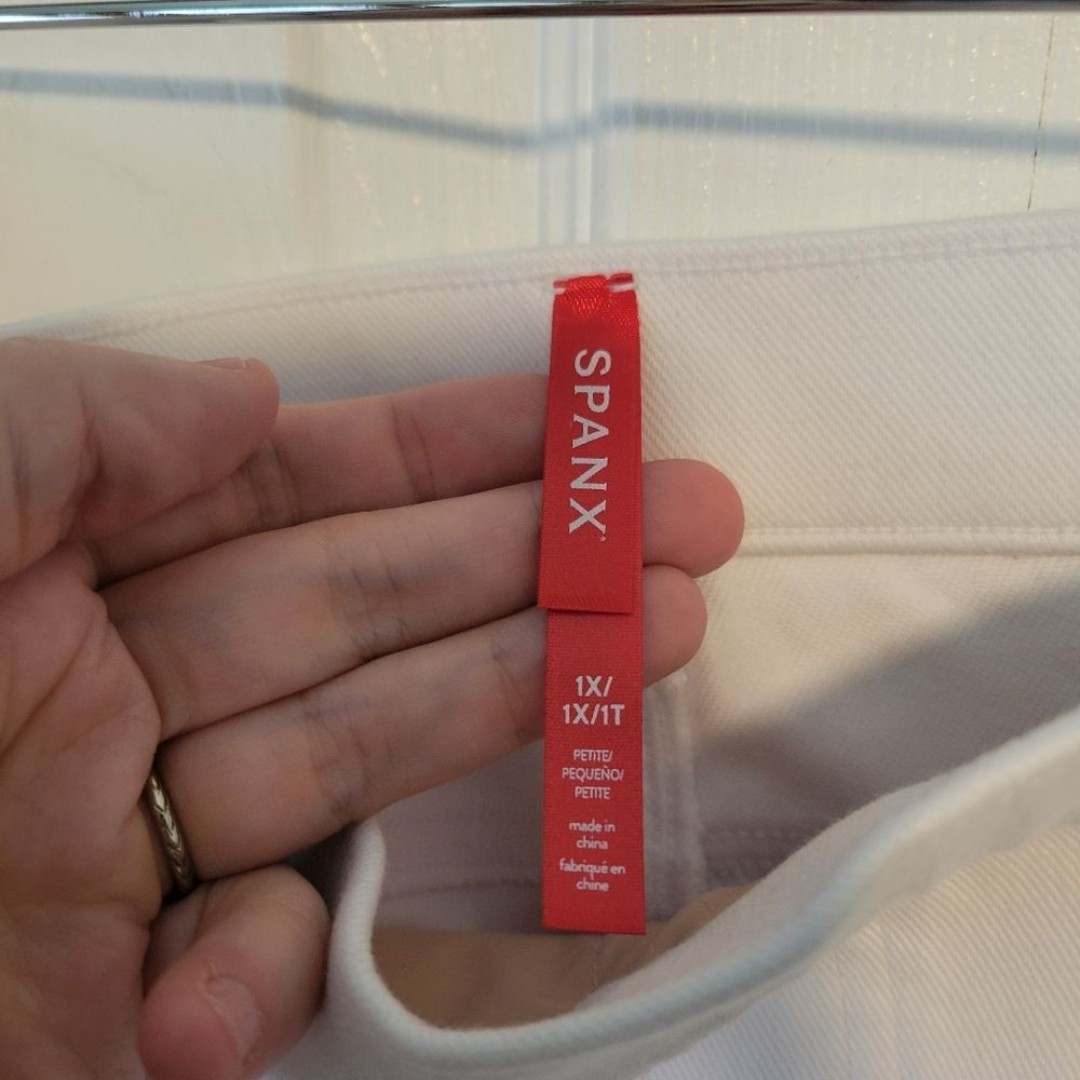 SPANX
1X/
1X/1T
PETITE/
PEQUEÑO/
PETITE
made in
china
fabriqué en
chine